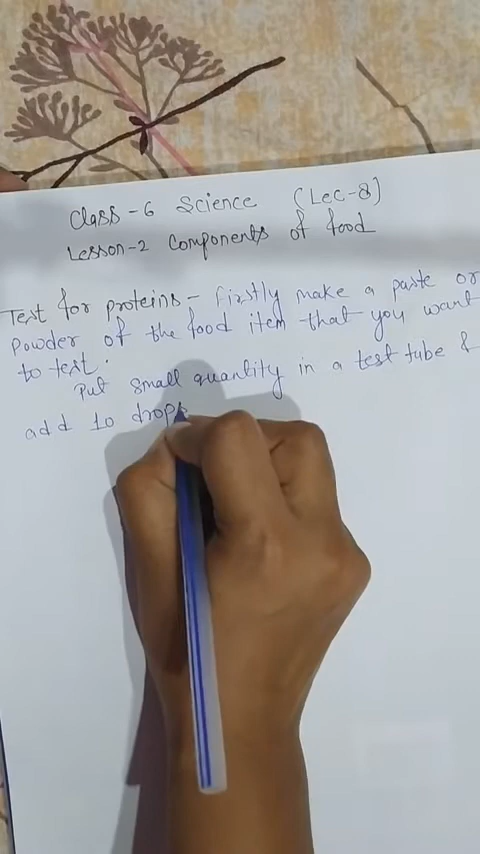 Class-6 Science (Lec-8)
Lesson-2 Components of food
Test for proteins - Firstly make a paste or
Powder of the food item that you want
to text.
Put small quantity in a test tube &
add 10 drops